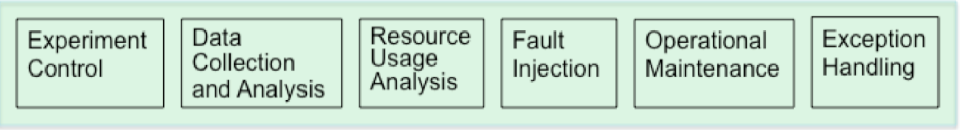 Experiment
Control
Data
Collection
and Analysis
Resource
Usage
Analysis
Fault
Injection
Operational
Maintenance
Exception
Handling